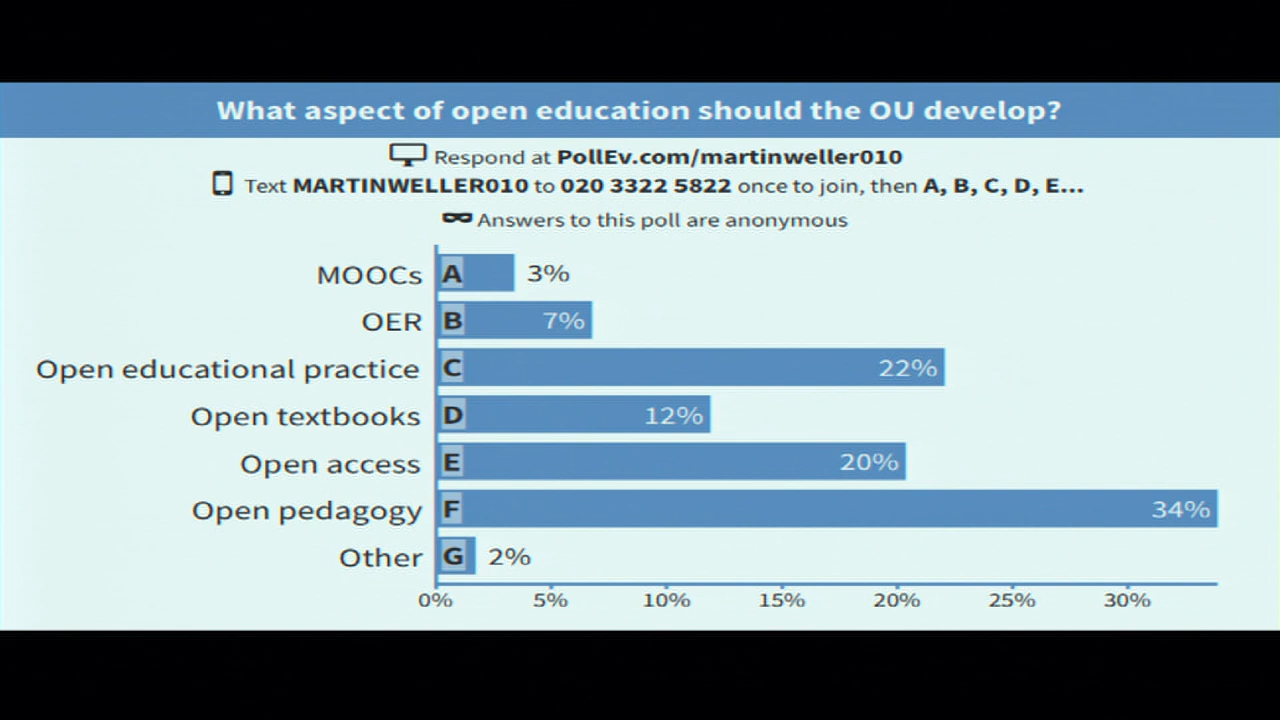 What aspect of open education should the OU develop?
Respond at PollEv.com/martinweller010
Text MARTINWELLER010 to 020 3322 5822 once to join, then A, B, C, D, E...
Answers to this poll are anonymous
MOOCs A 3%
OER B 7%
Open educational practice C 22%
Open textbooks D 12%
Open access E 20%
Open pedagogy F 34%
Other G 2%
0% 5% 10% 15% 20% 25% 30%